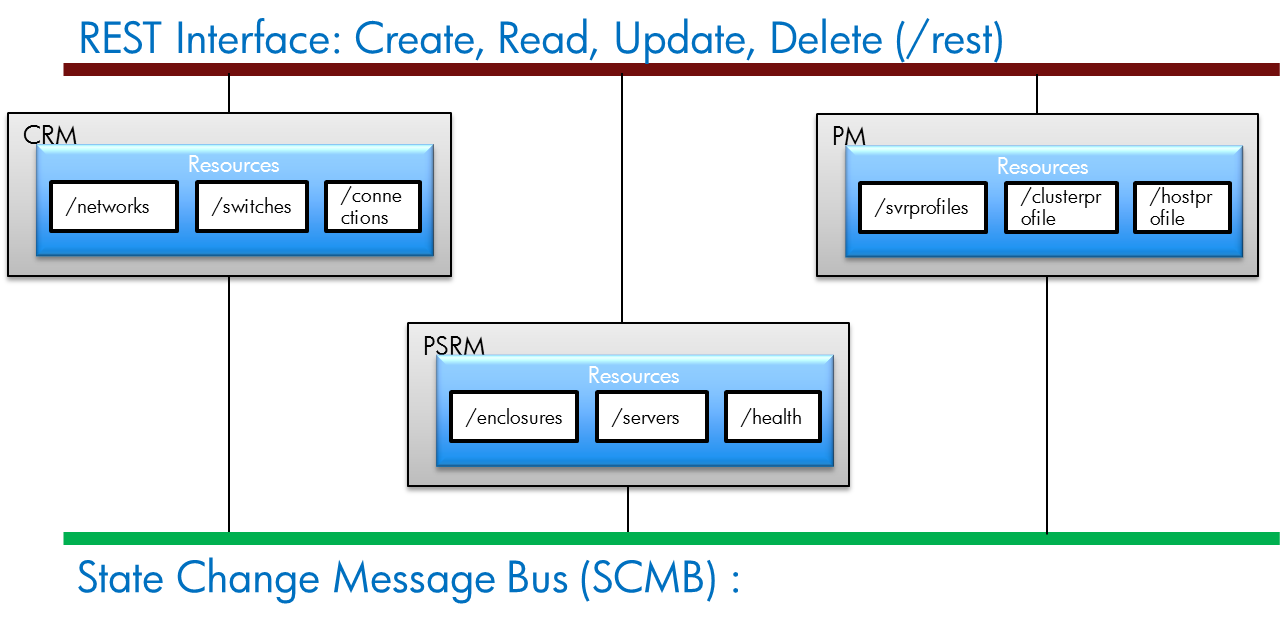 REST Interface: Create, Read, Update, Delete (/rest)
CRM
Resources
/networks
/switches
/conne
ctions
PM
Resources
/svrprofiles
/clusterpr
ofile
/hostpr
ofile
PSRM
Resources
/enclosures
/servers
/health
State Change Message Bus (SCMB) :